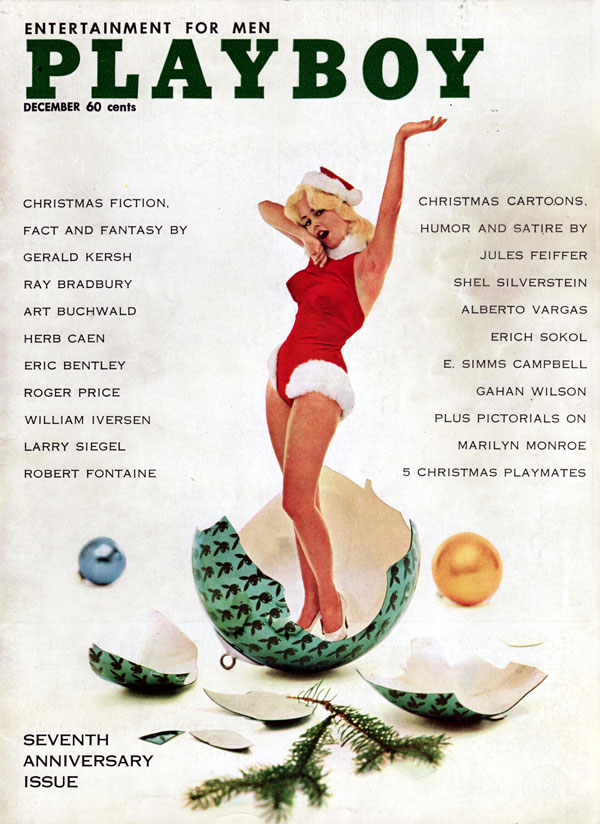 ENTERTAINMENT FOR MEN
PLAYBOY
DECEMBER 60 cents
CHRISTMAS FICTION,
FACT AND FANTASY BY
GERALD KERSH
RAY BRADBURY
ART BUCHWALD
HERB CAEN
ERIC BENTLEY
ROGER PRICE
WILLIAM IVERSEN
LARRY SIEGEL
ROBERT FONTAINE
CHRISTMAS CARTOONS,
HUMOR AND SATIRE BY
JULES FEIFFER
SHEL SILVERSTEIN
ALBERTO VARGAS
ERICH SOKOL
E. SIMMS CAMPBELL
GAHAN WILSON
PLUS PICTORIALS ON
MARILYN MONROE
5 CHRISTMAS PLAYMATES
SEVENTH
ANNIVERSARY
ISSUE